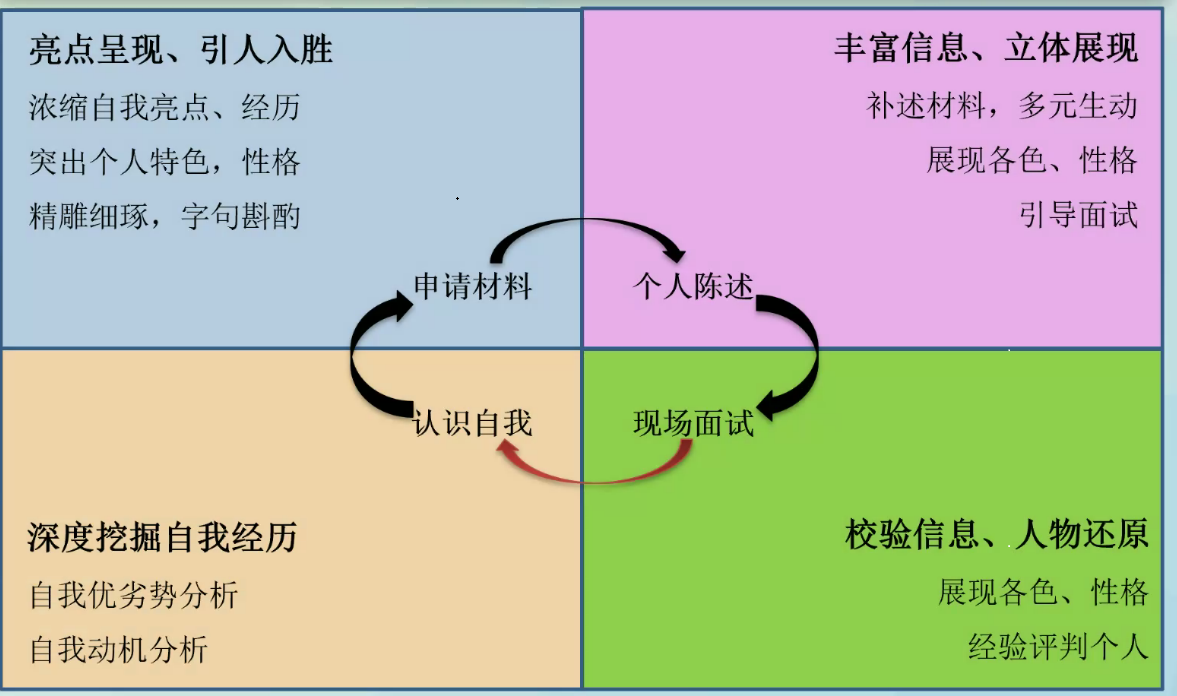 亮点呈现、引人入胜
浓缩自我亮点、经历
突出个人特色，性格
精雕细琢，字句斟酌
申请材料
丰富信息、立体展现
补述材料，多元生动
展现各色、性格
引导面试
个人陈述
认识自我
深度挖掘自我经历
自我优劣势分析
自我动机分析
现场面试
校验信息、人物还原
展现各色、性格
经验评判个人